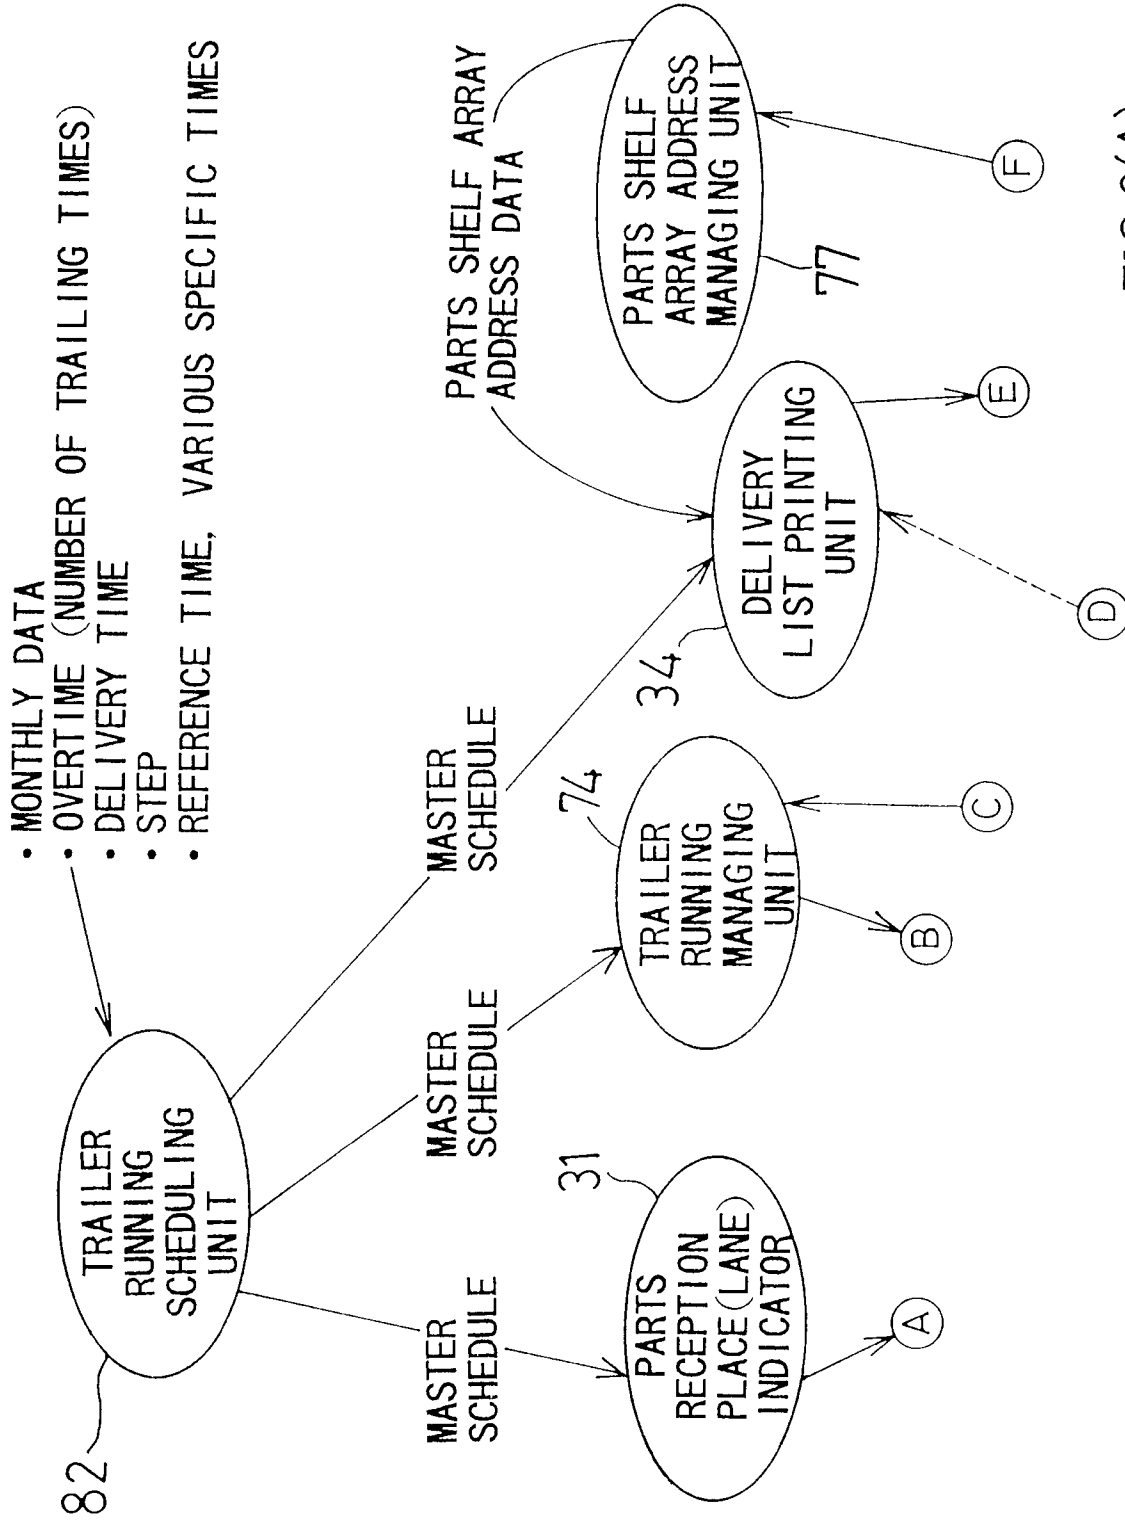 • MONTHLY DATA
• OVERTIME (NUMBER OF TRAILING TIMES)
• DELIVERY TIME
• STEP
• REFERENCE TIME, VARIOUS SPECIFIC TIMES
82
TRAILER
RUNNING
SCHEDULING
UNIT
MASTER
SCHEDULE
MASTER
SCHEDULE
MASTER
SCHEDULE
PARTS SHELF ARRAY
ADDRESS DATA
31
PARTS
RECEPTION
PLACE(LANE)
INDICATOR
74
TRAILER
RUNNING
MANAGING
UNIT
34
DELIVERY
LIST PRINTING
UNIT
PARTS SHELF
ARRAY ADDRESS
MANAGING UNIT
77
A
B
C
D
E
F